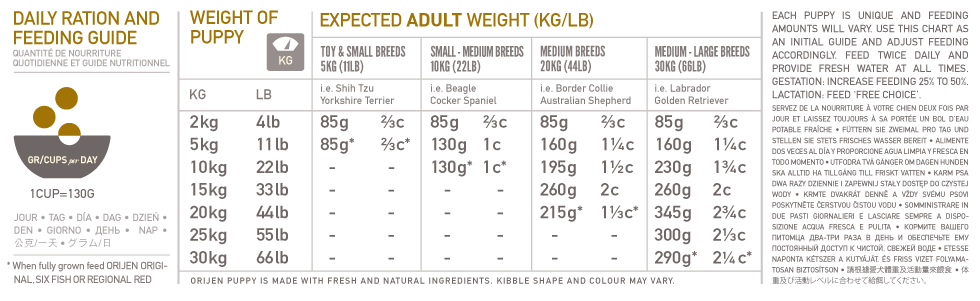 DAILY RATION AND
FEEDING GUIDE
QUANTITÉ DE NOURRITURE
QUOTIDIENNE ET GUIDE NUTRITIONNEL
GR/CUPS per DAY
1CUP=130G
JOUR • TAG • DÍA • DAG • DZIEŃ •
DEN • GIORNO • ДЕНЬ • NAP •
公克/一天 • グラム/日
* When fully grown feed ORIJEN ORIGI-
NAL, SIX FISH OR REGIONAL RED
WEIGHT OF
PUPPY
KG
EXPECTED ADULT WEIGHT (KG/LB)
TOY & SMALL BREEDS
5KG (11LB)
SMALL - MEDIUM BREEDS
10KG (22LB)
MEDIUM BREEDS
20KG (44LB)
MEDIUM - LARGE BREEDS
30KG (66LB)
KG LB
i.e. Shih Tzu
Yorkshire Terrier
i.e. Beagle
Cocker Spaniel
i.e. Border Collie
Australian Shepherd
i.e. Labrador
Golden Retriever
2kg 4lb 85g ⅔c 85g ⅔c 85g ⅔c 85g ⅔c
5kg 11lb 85g* ⅔c* 130g 1c 160g 1¼c 160g 1¼c
10kg 22lb - - 130g* 1c* 195g 1½c 230g 1¾c
15kg 33lb - - - - 260g 2c 260g 2c
20kg 44lb - - - - 215g* 1⅓c* 345g 2¾c
25kg 55lb - - - - - - 300g 2⅓c
30kg 66lb - - - - - - 290g* 2¼c*
ORIJEN PUPPY IS MADE WITH FRESH AND NATURAL INGREDIENTS. KIBBLE SHAPE AND COLOUR MAY VARY.
EACH PUPPY IS UNIQUE AND FEEDING
AMOUNTS WILL VARY. USE THIS CHART AS
AN INITIAL GUIDE AND ADJUST FEEDING
ACCORDINGLY. FEED TWICE DAILY AND
PROVIDE FRESH WATER AT ALL TIMES.
GESTATION: INCREASE FEEDING 25% TO 50%.
LACTATION: FEED 'FREE CHOICE'.
SERVEZ DE LA NOURRITURE À VOTRE CHIEN DEUX FOIS PAR
JOUR ET LAISSEZ TOUJOURS À SA PORTÉE UN BOL D'EAU
POTABLE FRAÎCHE • FÜTTERN SIE ZWEIMAL PRO TAG UND
STELLEN SIE STETS FRISCHES WASSER BEREIT • ALIMENTE
DOS VECES AL DÍA Y PROPORCIONE AGUA LIMPIA Y FRESCA EN
TODO MOMENTO • UTFODRA TVÅ GÅNGER OM DAGEN HUNDEN
SKA ALLTID HA TILLGÅNG TILL FRISKT VATTEN • KARM PSA
DWA RAZY DZIENNIE I ZAPEWNIJ STAŁY DOSTĘP DO CZYSTEJ
WODY • KRMTE DVAKRÁT DENNĚ A VŽDY SVÉMU PSOVI
POSKYTNĚTE ČERSTVOU ČISTOU VODU • SOMMINISTRARE IN
DUE PASTI GIORNALIERI E LASCIARE SEMPRE A DISPO-
SIZIONE ACQUA FRESCA E PULITA • КОРМИТЕ ВАШЕГО
ПИТОМЦА ДВА-ТРИ РАЗА В ДЕНЬ И ОБЕСПЕЧЬТЕ ЕМУ
ПОСТОЯННЫЙ ДОСТУП К ЧИСТОЙ, СВЕЖЕЙ ВОДЕ • ETESSE
NAPONTA KÉTSZER A KUTYÁJÁT. ÉS FRISS VIZET FOLYAMA-
TOSAN BIZTOSÍTSON • 請根據愛犬體重及活動量來餵食 • 体
重及び活動レベルに合わせて給餌してください。